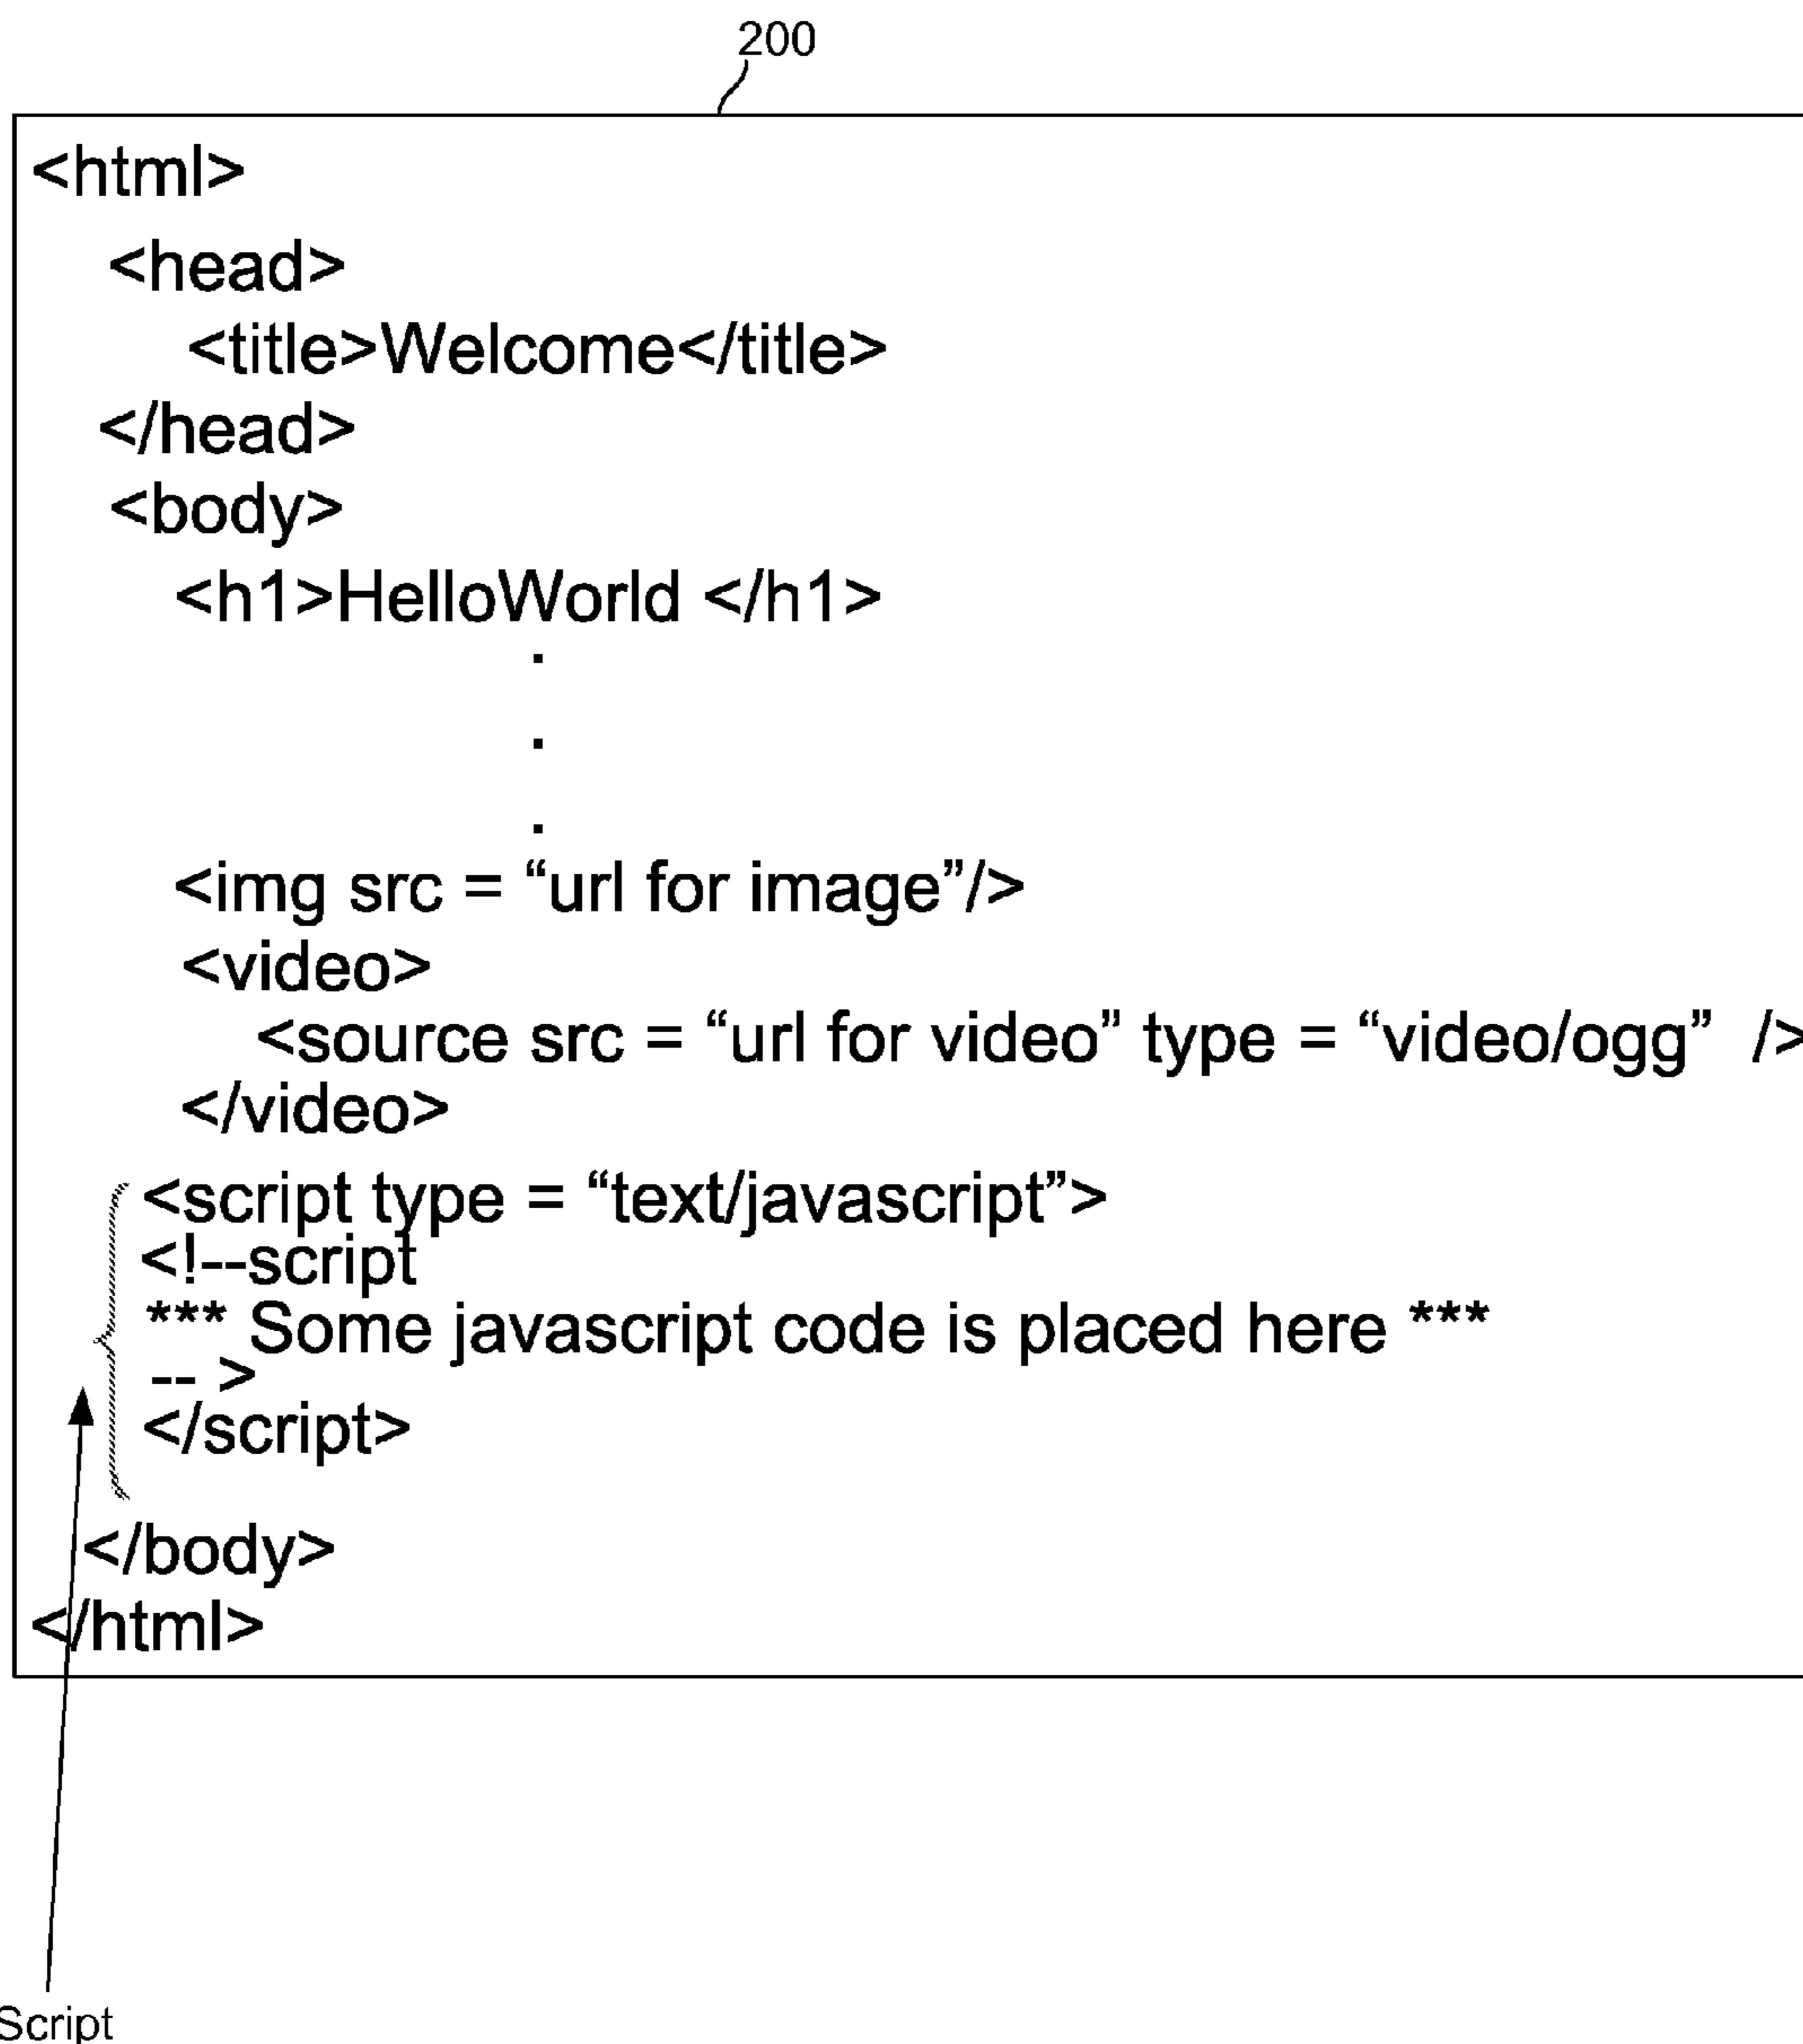 200
<html>
<head>
<title>Welcome</title>
</head>
<body>
<h1>HelloWorld </h1>
.
.
.
<img src = “url for image”/>
<video>
<source src = “url for video” type = “video/ogg” />
</video>
<script type = “text/javascript”>
<!--script
*** Some javascript code is placed here ***
-- >
</script>
</body>
</html>
Script